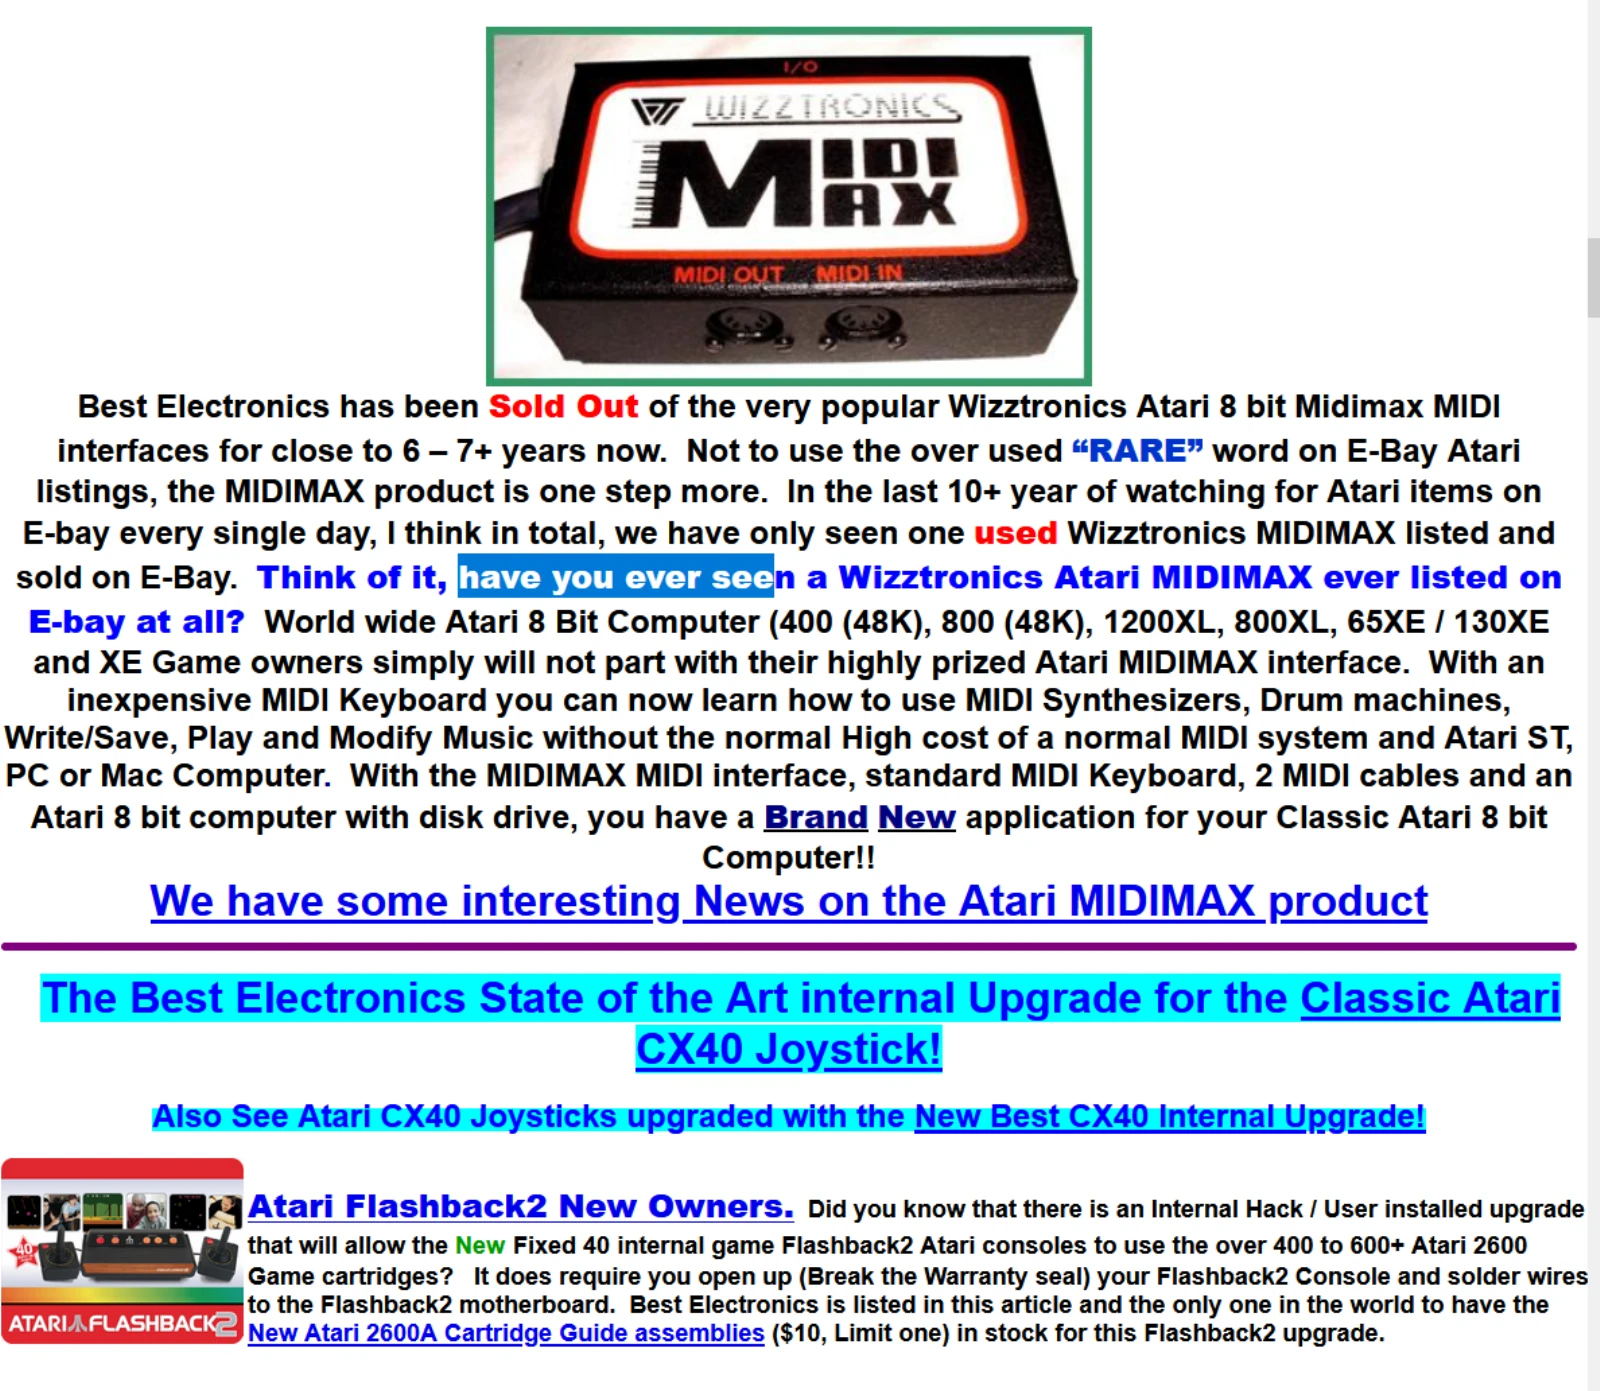 I/O
WIZZTRONICS
MIDI
MAX
MIDI OUT MIDI IN
Best Electronics has been Sold Out of the very popular Wizztronics Atari 8 bit Midimax MIDI
interfaces for close to 6 – 7+ years now.  Not to use the over used “RARE” word on E-Bay Atari
listings, the MIDIMAX product is one step more.  In the last 10+ year of watching for Atari items on
E-bay every single day, I think in total, we have only seen one used Wizztronics MIDIMAX listed and
sold on E-Bay.  Think of it, have you ever seen a Wizztronics Atari MIDIMAX ever listed on
E-bay at all?  World wide Atari 8 Bit Computer (400 (48K), 800 (48K), 1200XL, 800XL, 65XE / 130XE
and XE Game owners simply will not part with their highly prized Atari MIDIMAX interface.  With an
inexpensive MIDI Keyboard you can now learn how to use MIDI Synthesizers, Drum machines,
Write/Save, Play and Modify Music without the normal High cost of a normal MIDI system and Atari ST,
PC or Mac Computer.  With the MIDIMAX MIDI interface, standard MIDI Keyboard, 2 MIDI cables and an
Atari 8 bit computer with disk drive, you have a Brand New application for your Classic Atari 8 bit
Computer!!
We have some interesting News on the Atari MIDIMAX product
The Best Electronics State of the Art internal Upgrade for the Classic Atari
CX40 Joystick!
Also See Atari CX40 Joysticks upgraded with the New Best CX40 Internal Upgrade!
40
ATARI FLASHBACK 2
Atari Flashback2 New Owners.  Did you know that there is an Internal Hack / User installed upgrade
that will allow the New Fixed 40 internal game Flashback2 Atari consoles to use the over 400 to 600+ Atari 2600
Game cartridges?   It does require you open up (Break the Warranty seal) your Flashback2 Console and solder wires
to the Flashback2 motherboard.  Best Electronics is listed in this article and the only one in the world to have the
New Atari 2600A Cartridge Guide assemblies ($10, Limit one) in stock for this Flashback2 upgrade.